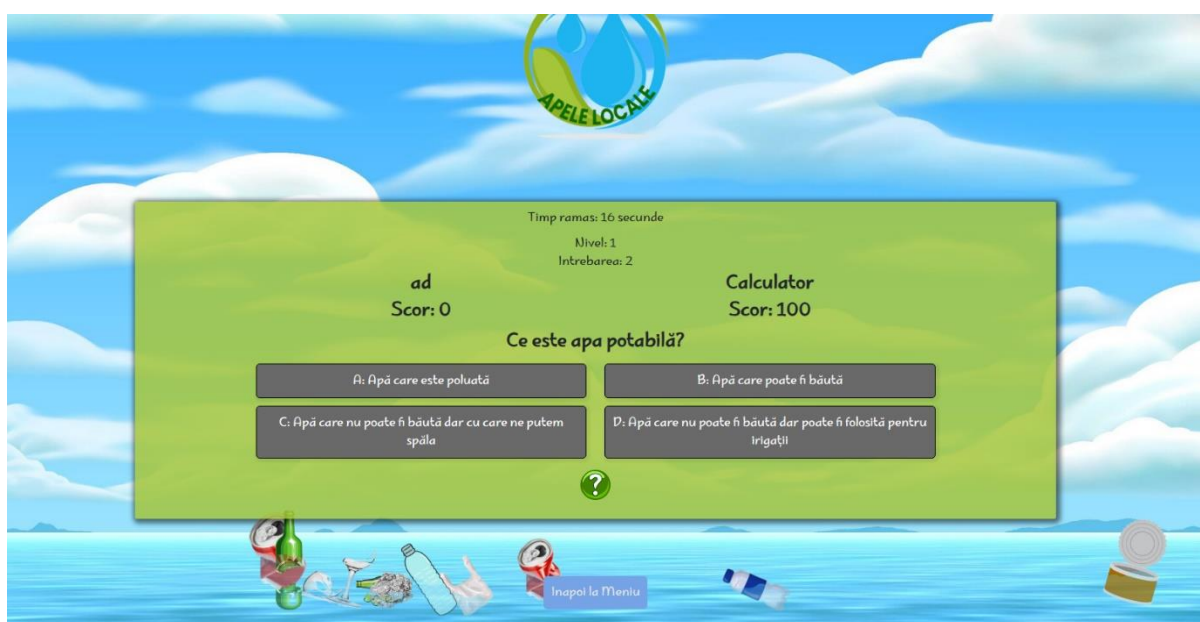 APELE LOCALE
Timp ramas: 16 secunde
Nivel: 1
Intrebarea: 2
ad
Scor: 0
Calculator
Scor: 100
Ce este apa potabilă?
A: Apă care este poluată
B: Apă care poate fi băută
C: Apă care nu poate fi băută dar cu care ne putem
spăla
D: Apă care nu poate fi băută dar poate fi folosită pentru
irigații
?
Inapoi la Meniu